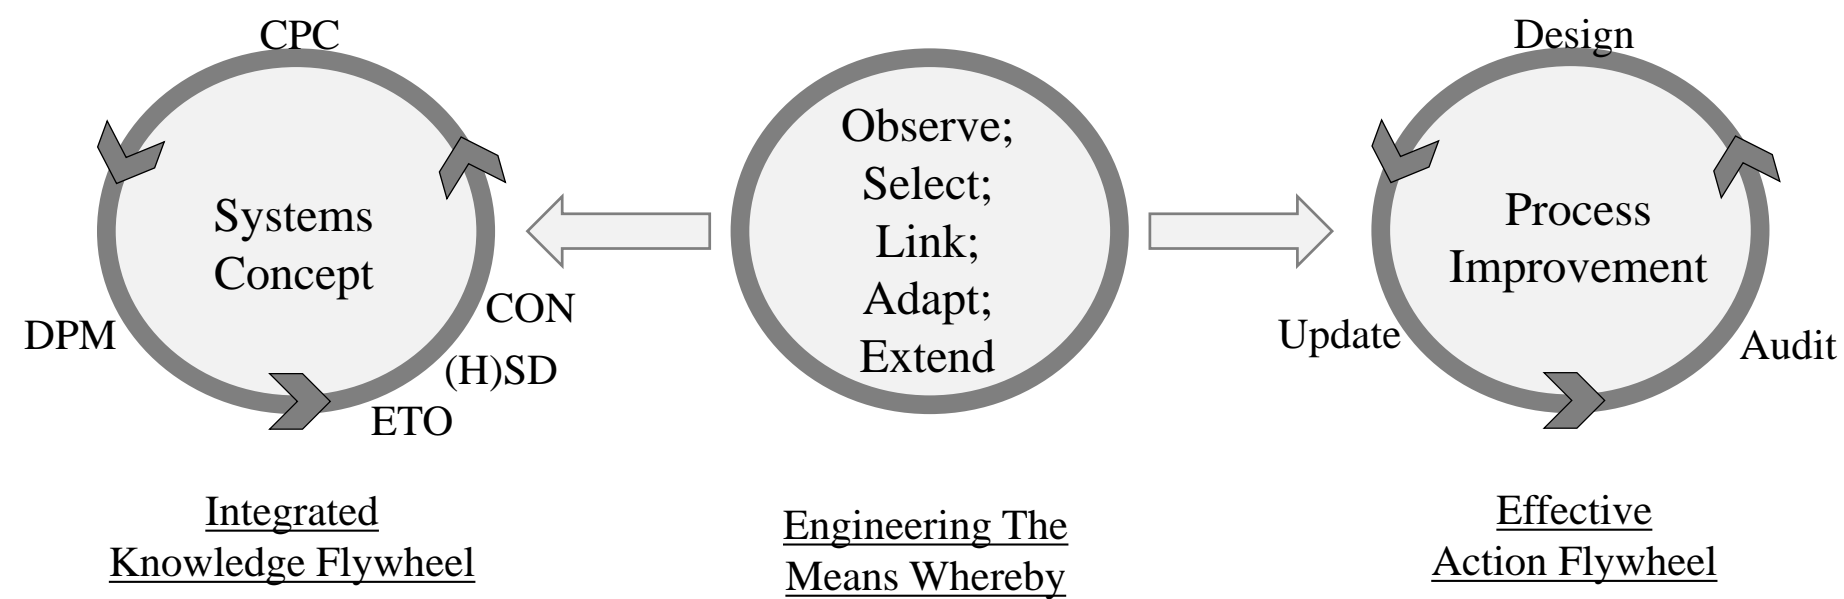 CPC
Systems
Concept
DPM
CON
(H)SD
ETO
Integrated
Knowledge Flywheel
Observe;
Select;
Link;
Adapt;
Extend
Engineering The
Means Whereby
Design
Process
Improvement
Update
Audit
Effective
Action Flywheel